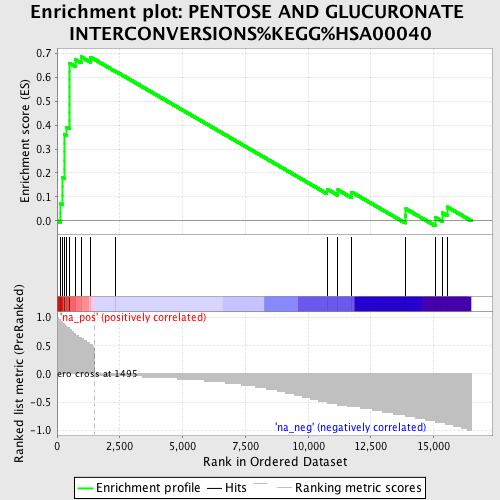 Enrichment plot: PENTOSE AND GLUCURONATE
INTERCONVERSIONS%KEGG%HSA00040
Enrichment score (ES)
0.7
0.6
0.5
0.4
0.3
0.2
0.1
0.0
Ranked list metric (PreRanked)
1.0
0.5
0.0
-0.5
-1.0
'na_pos' (positively correlated)
ero cross at 1495
'na_neg' (negatively correlated)
0 2,500 5,000 7,500 10,000 12,500 15,000
Rank in Ordered Dataset
Enrichment profile Hits Ranking metric scores